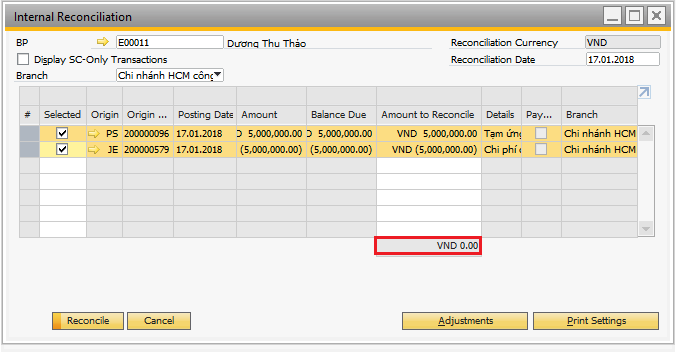 Internal Reconciliation
BP E00011 Dương Thu Thảo Reconciliation Currency VND
Display SC-Only Transactions Reconciliation Date 17.01.2018
Branch Chi nhánh HCM công
# Selected Origin Origin ... Posting Date Amount Balance Due Amount to Reconcile Details Pay... Branch
PS 200000096 17.01.2018 D 5,000,000.00 D 5,000,000.00 VND 5,000,000.00 Tạm ứng Chi nhánh HCM
JE 200000579 17.01.2018 (5,000,000.00) (5,000,000.00) VND (5,000,000.00) Chi phí Chi nhánh HCM
VND 0.00
Reconcile Cancel Adjustments Print Settings